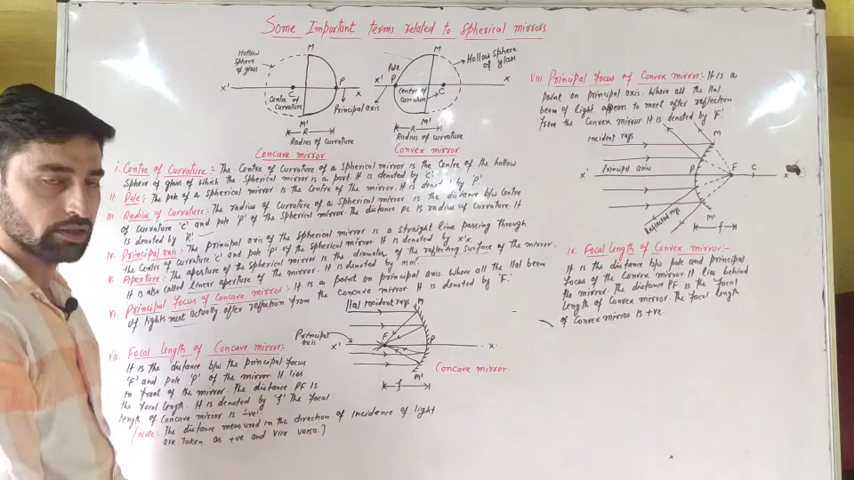 Some Important terms related to Spherical mirrors
Hollow
sphere
of glass
M
C
P
X'
X
Centre of
Curvature
Principal axis
M'
R
Radius of curvature
Concave mirror
M
Pole
Hollow sphere
of glass
X'
P
X
Centre of
Curvature
C
M'
R
Radius of curvature
Convex mirror
i. Centre of Curvature:- The Centre of Curvature of a spherical mirror is the Centre of the hollow
Sphere of glass of which the Spherical mirror is a part. It is denoted by 'c'
ii. Pole:- The pole of a spherical mirror is the Centre of the mirror. It is denoted by 'P'
iii. Radius of Curvature:- The radius of curvature of a spherical mirror is the distance b/w Centre
of curvature 'c' and pole 'p' of the Spherical mirror. The distance PC is radius of curvature. It
is denoted by 'R'
iv. Principal axis:- The principal axis of the spherical mirror is a straight line passing through
the Centre of curvature 'c' and pole 'p' of the spherical mirror. It is denoted by x'x
v. Aperture:- The aperture of the spherical mirror is the diameter of the reflecting surface of the mirror.
It is also called linear aperture of the mirror. It is denoted by 'MM'
vi. Principal focus of Concave mirror:- It is a point on principal axis. Where all the llal beam
of lights meet actually after reflection from the Concave mirror. It is denoted by 'F'.
vii. Focal length of Concave mirror:-
It is the distance b/w the principal focus
'F' and pole 'P' of the mirror. It lies
in front of the mirror. The distance PF is
the focal length. It is denoted by 'f' The focal
length of Concave mirror is -ve
[Note: The distance measured in the direction of incidence of light
are taken as +ve and vice versa.]
llal Incident rays
M
Principal
axis
X'
F
P
X
M'
f
Concave mirror
viii. Principal Focus of Convex mirror:- It is a
point on principal axis. Where all the llal
beam of light appears to meet after reflection
from the Convex mirror. It is denoted by 'F'.
incident rays
M
Principal axis
X'
P
F
C
X
Reflected rays
M'
f
ix. Focal length of Convex mirror:-
It is the distance b/w pole and principal
focus of the Convex mirror. It lies behind
the mirror. The distance PF is the focal
length of Convex mirror. The focal length
of Convex mirror is +ve